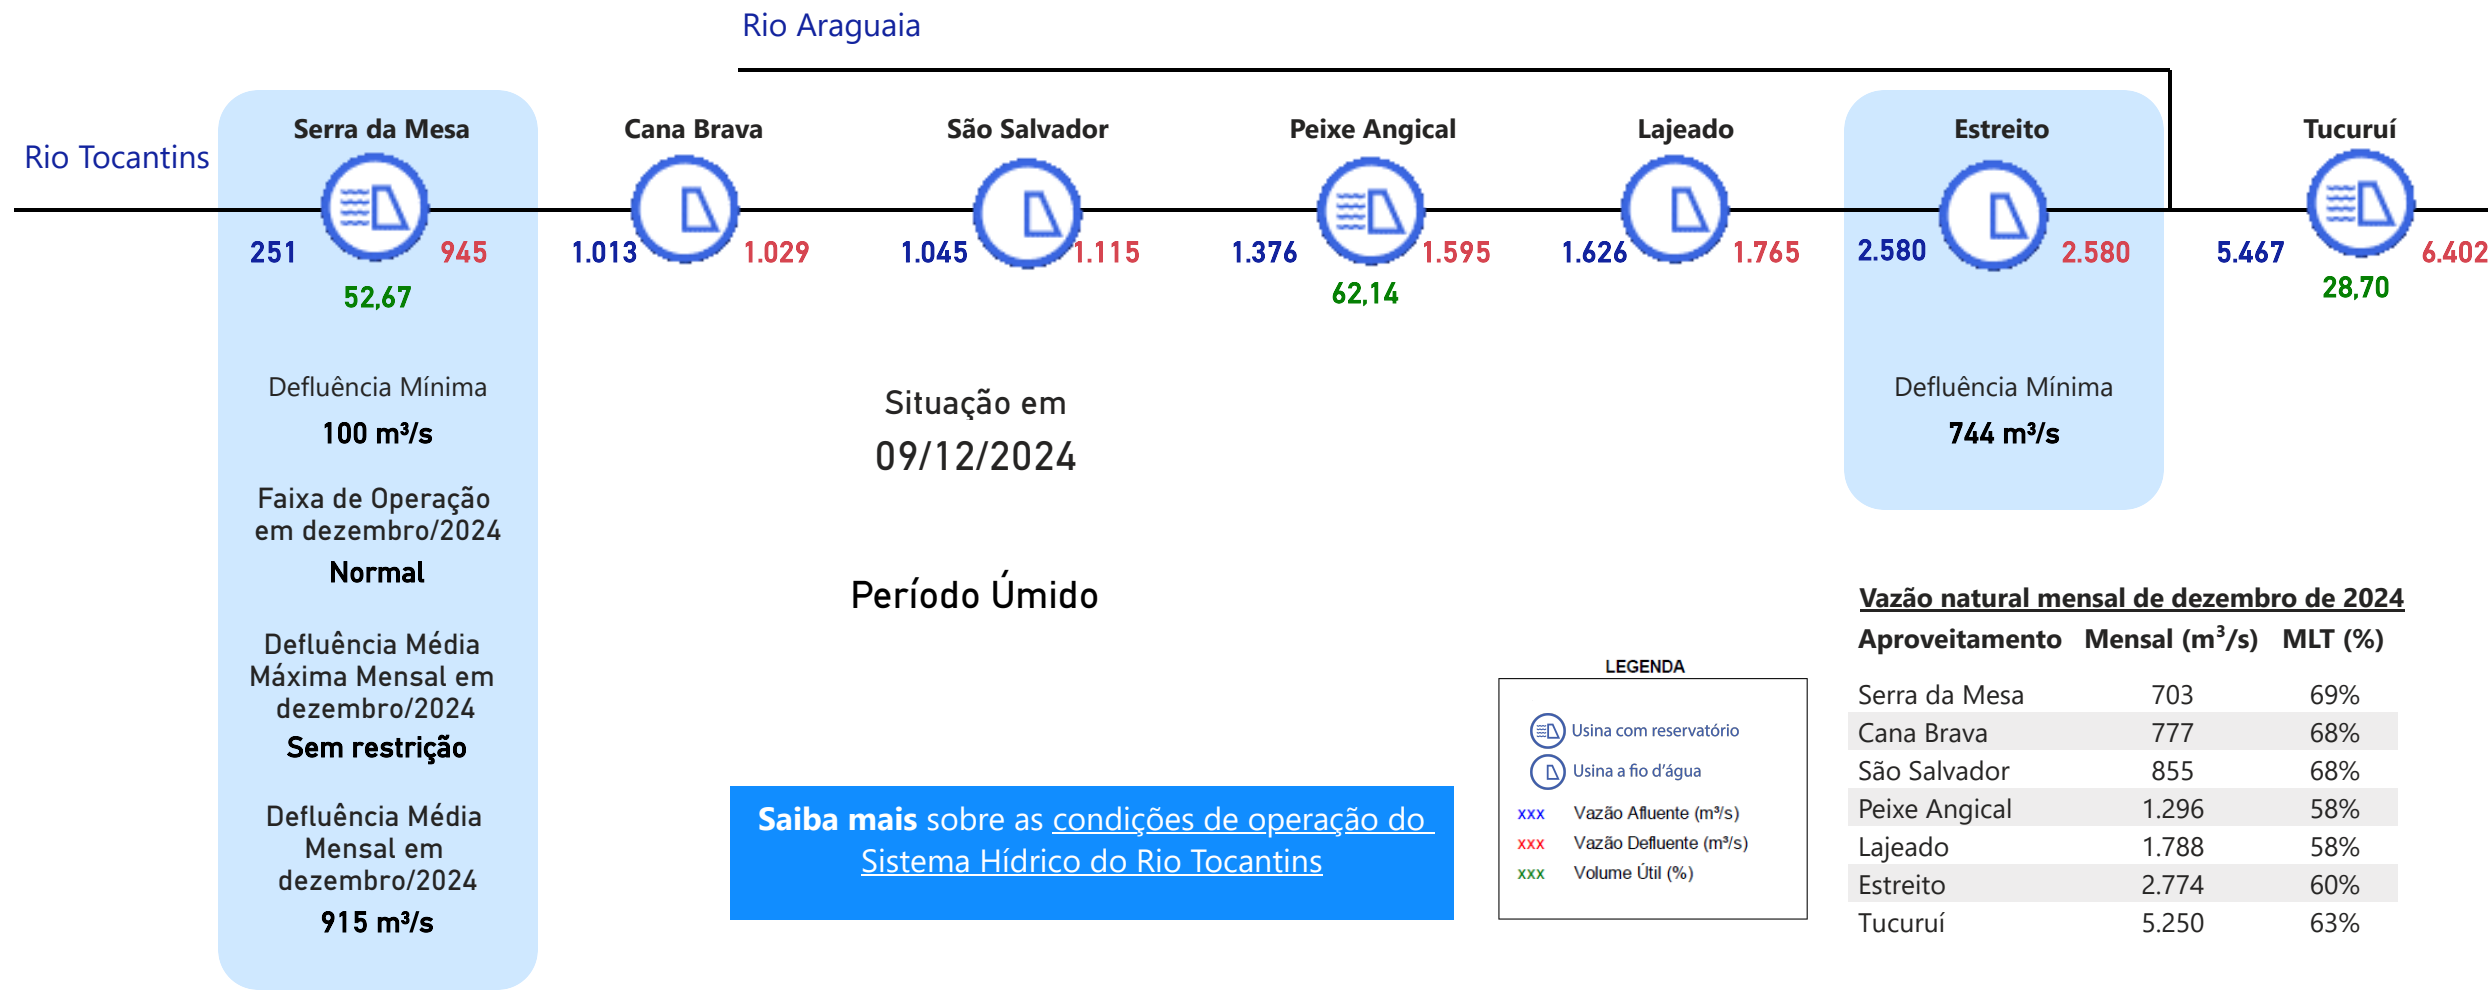 Rio Araguaia
Rio Tocantins
Serra da Mesa
Cana Brava
São Salvador
Peixe Angical
Lajeado
Estreito
Tucuruí
251 945
1.013 1.029
1.045 1.115
1.376 1.595
1.626 1.765
2.580 2.580
5.467 6.402
52,67
62,14
28,70
Defluência Mínima
100 m³/s
Faixa de Operação
em dezembro/2024
Normal
Defluência Média
Máxima Mensal em
dezembro/2024
Sem restrição
Defluência Média
Mensal em
dezembro/2024
915 m³/s
Situação em
09/12/2024
Período Úmido
Saiba mais sobre as condições de operação do
Sistema Hídrico do Rio Tocantins
Defluência Mínima
744 m³/s
LEGENDA
Usina com reservatório
Usina a fio d'água
xxx Vazão Afluente (m³/s)
xxx Vazão Defluente (m³/s)
xxx Volume Útil (%)
Vazão natural mensal de dezembro de 2024
Aproveitamento Mensal (m³/s) MLT (%)
Serra da Mesa 703 69%
Cana Brava 777 68%
São Salvador 855 68%
Peixe Angical 1.296 58%
Lajeado 1.788 58%
Estreito 2.774 60%
Tucuruí 5.250 63%